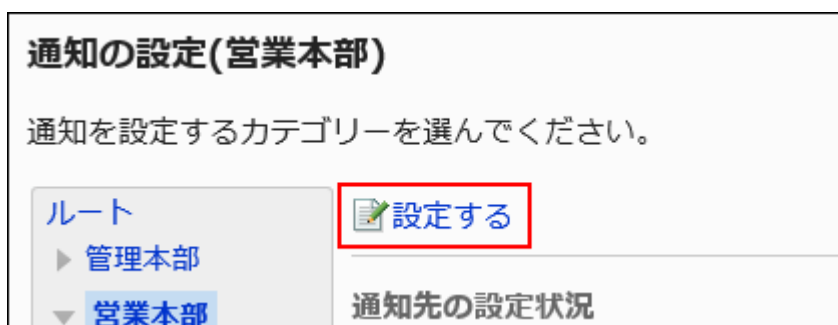 通知の設定(営業本部)
通知を設定するカテゴリーを選んでください。
ルート
設定する
管理本部
営業本部
通知先の設定状況